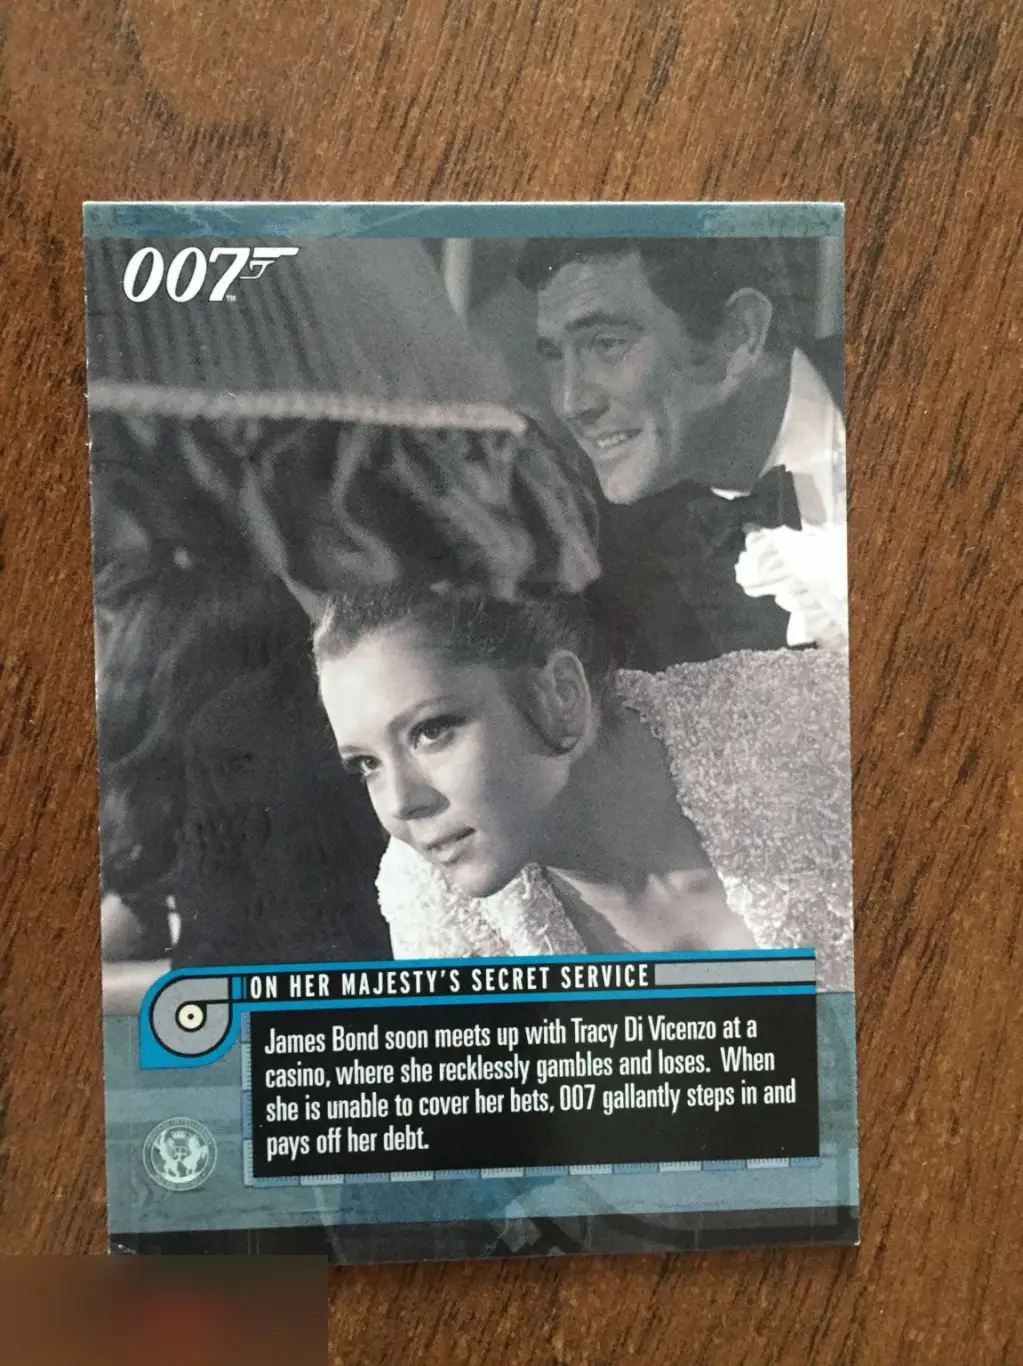 007
TM
ON HER MAJESTY'S SECRET SERVICE
James Bond soon meets up with Tracy Di Vicenzo at a
casino, where she recklessly gambles and loses. When
she is unable to cover her bets, 007 gallantly steps in and
pays off her debt.